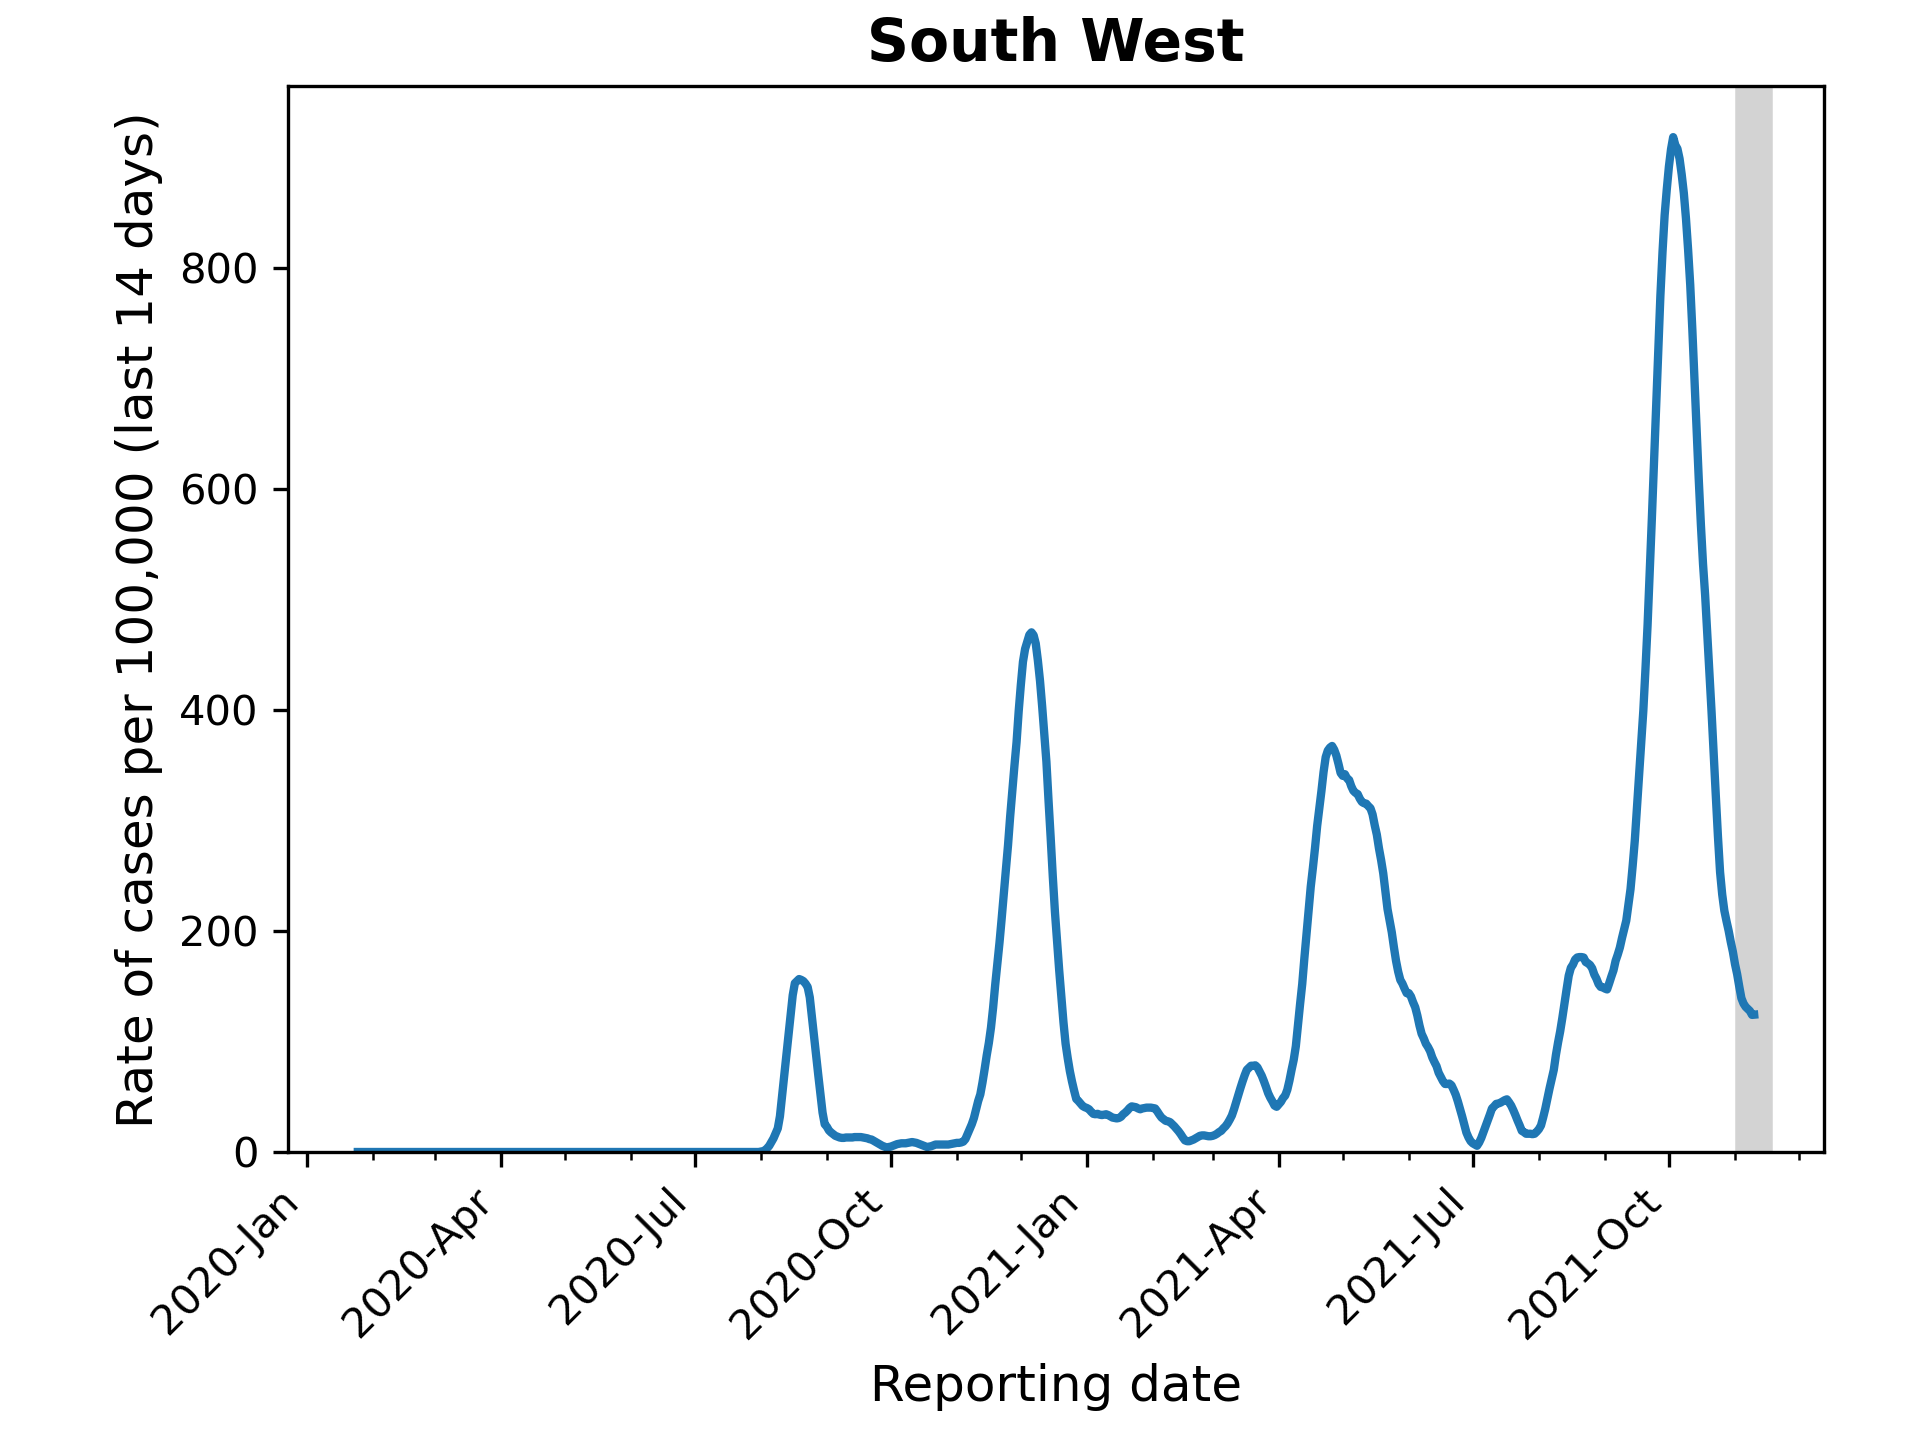 South West
Rate of cases per 100,000 (last 14 days)
800
600
400
200
0
2020-Jan
2020-Apr
2020-Jul
2020-Oct
2021-Jan
2021-Apr
2021-Jul
2021-Oct
Reporting date